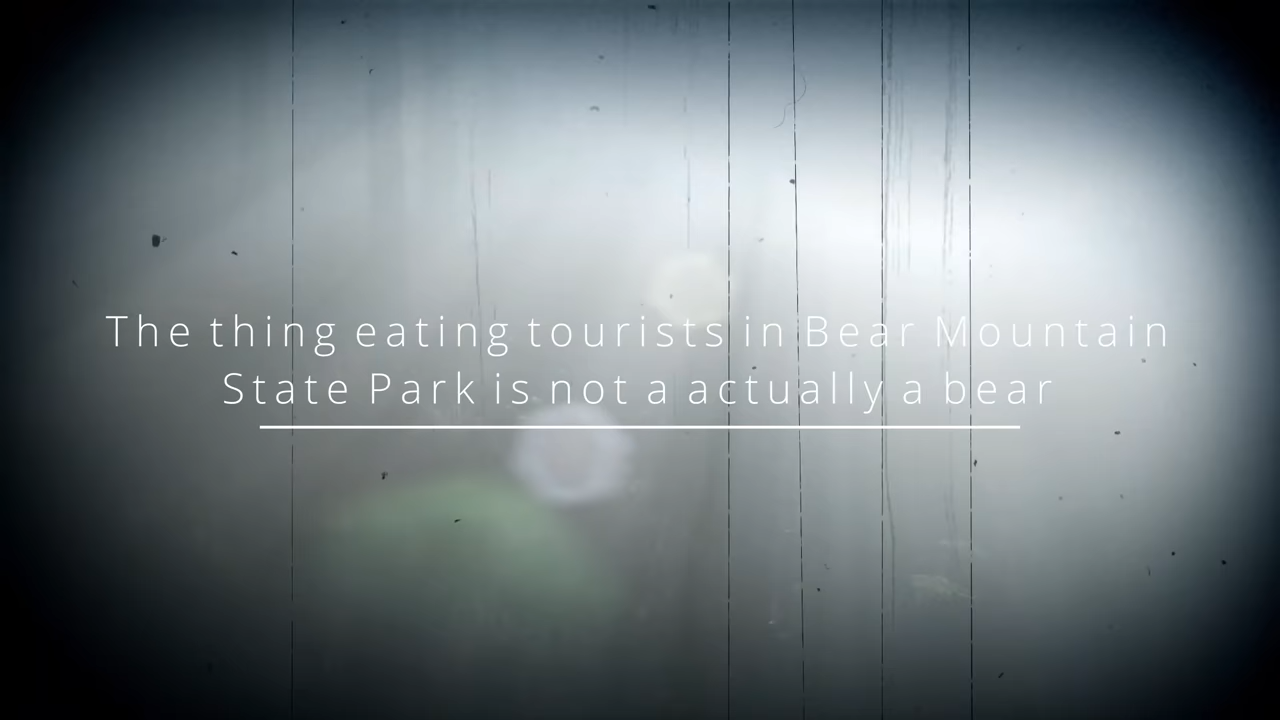 The thing eating tourists in Bear Mountain
State Park is not a actually a bear